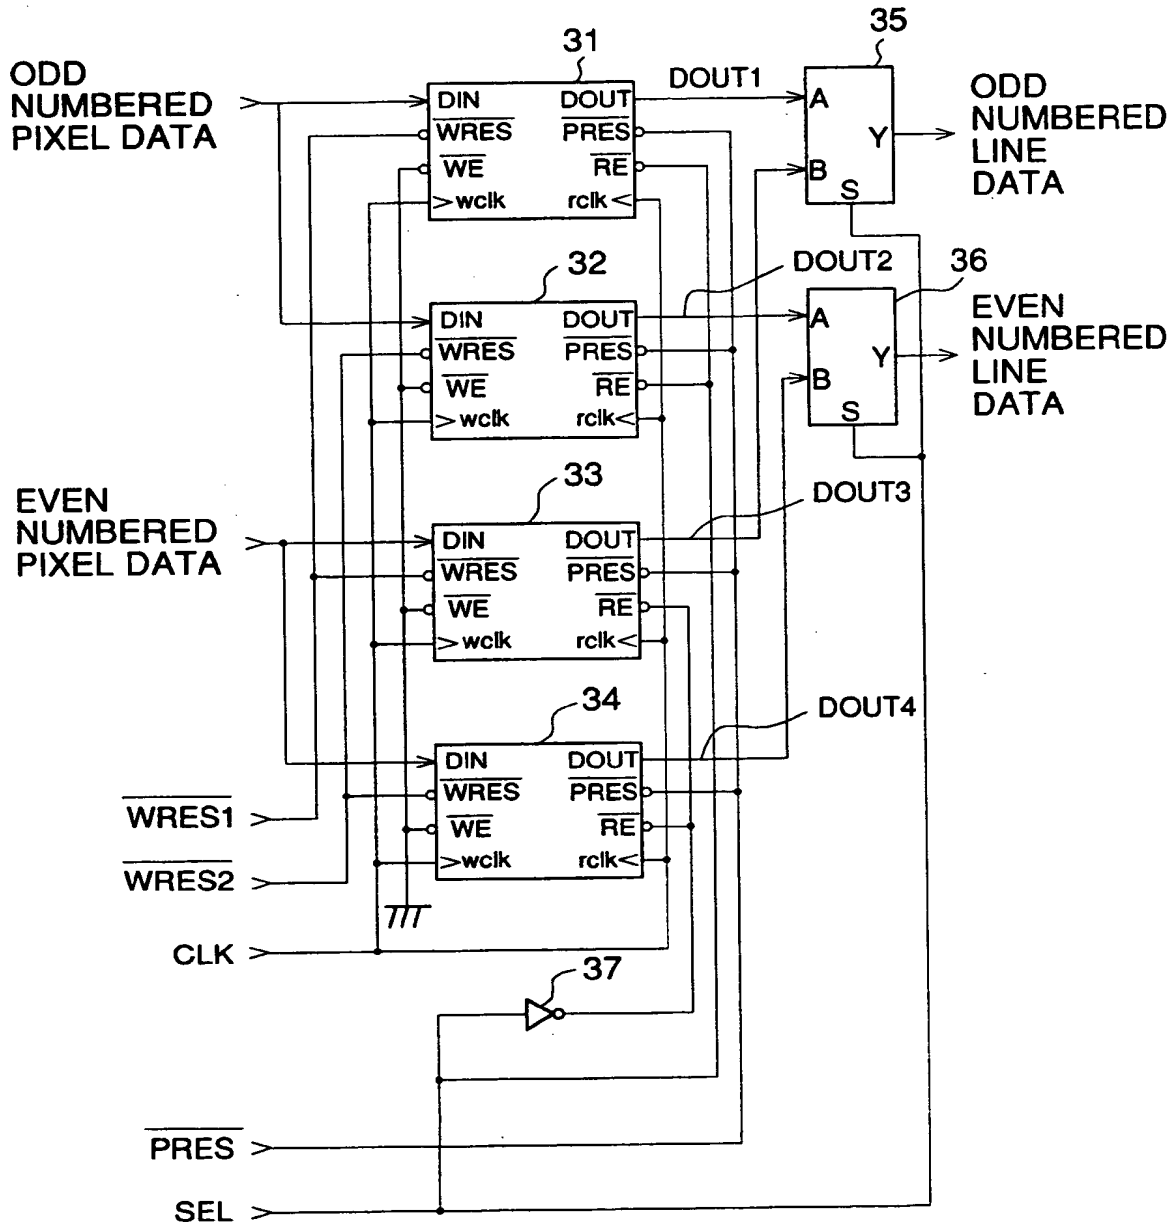 31
35
ODD
NUMBERED
PIXEL DATA
DIN
WRES
WE
>wclk
DOUT
PRES
RE
rclk<
DOUT1
A
B
Y
S
ODD
NUMBERED
LINE
DATA
32
DIN
WRES
WE
>wclk
DOUT
PRES
RE
rclk<
DOUT2
36
A
B
Y
S
EVEN
NUMBERED
LINE
DATA
33
EVEN
NUMBERED
PIXEL DATA
DIN
WRES
WE
>wclk
DOUT
PRES
RE
rclk<
DOUT3
34
DIN
WRES
WE
>wclk
DOUT
PRES
RE
rclk<
DOUT4
WRES1
WRES2
CLK
37
PRES
SEL